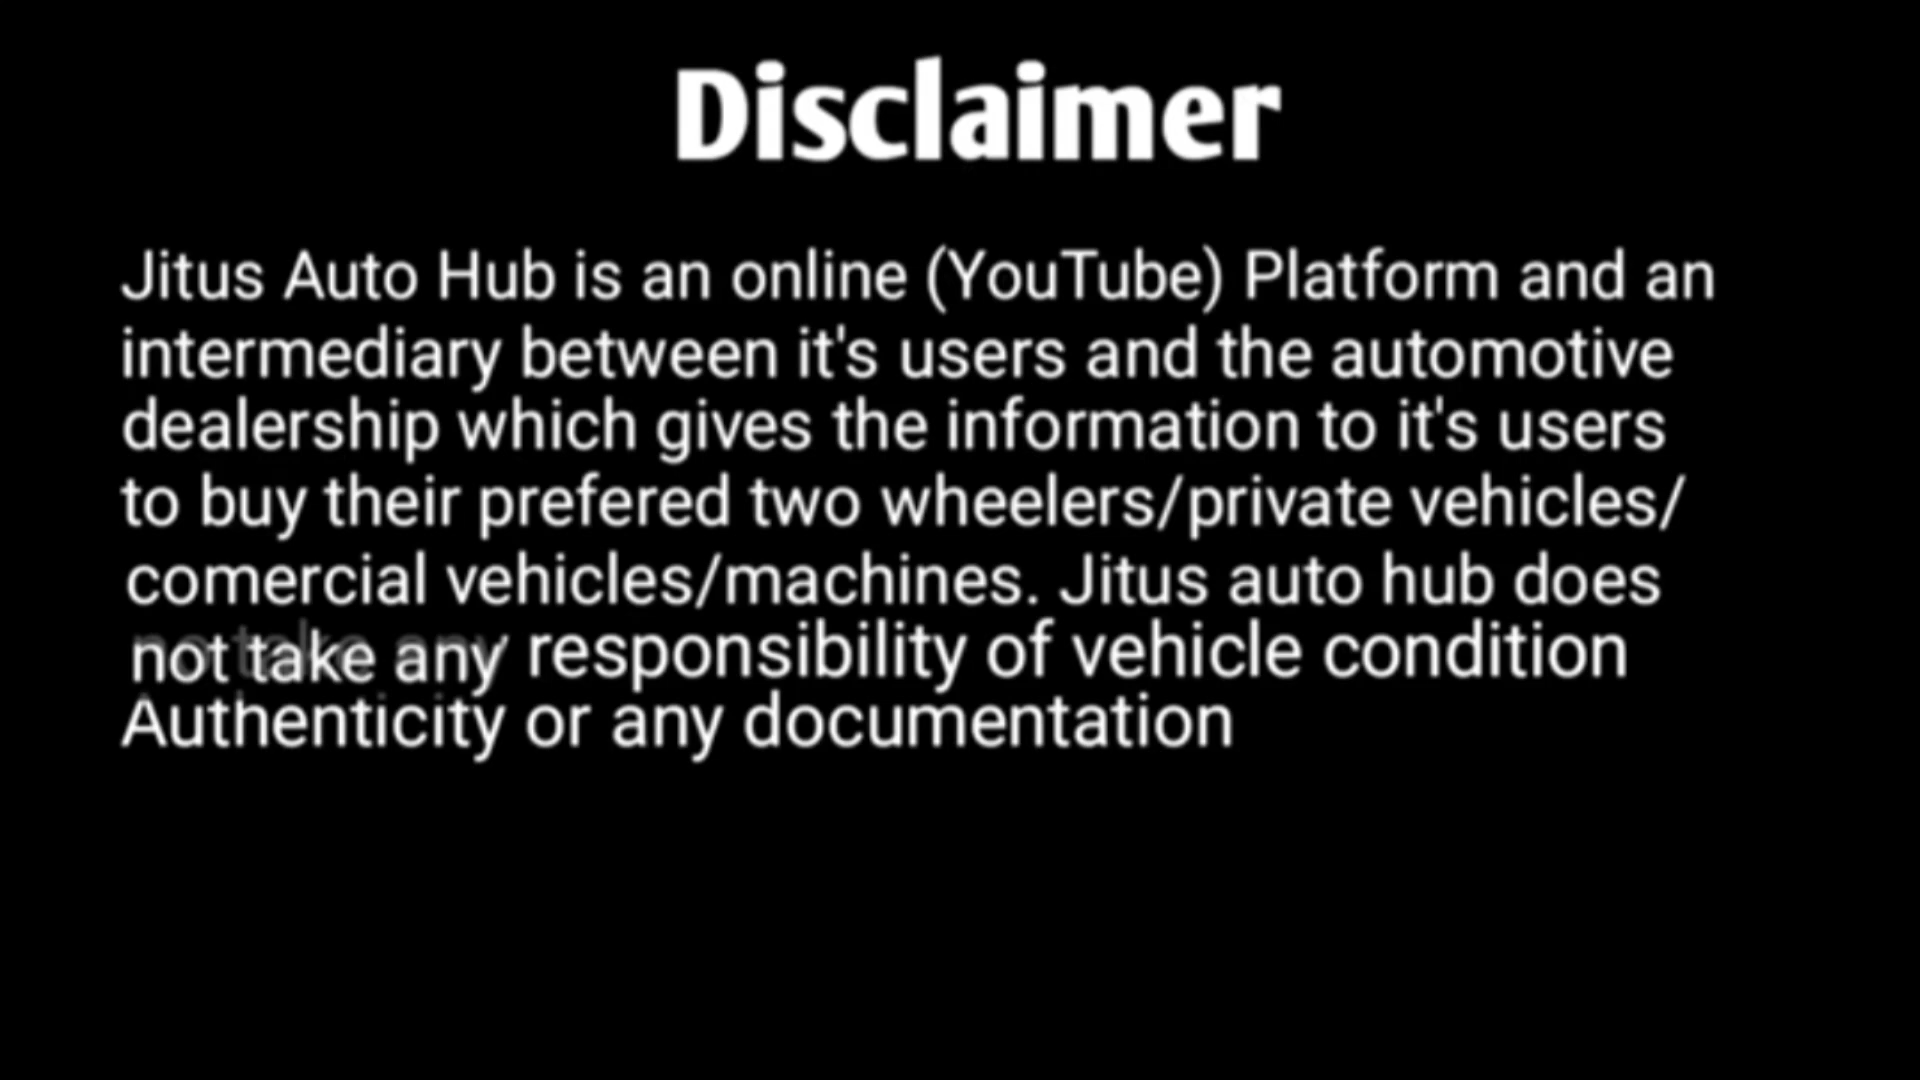 Disclaimer
Jitus Auto Hub is an online (YouTube) Platform and an
intermediary between it's users and the automotive
dealership which gives the information to it's users
to buy their prefered two wheelers/private vehicles/
comercial vehicles/machines. Jitus auto hub does
not take any responsibility of vehicle condition
Authenticity or any documentation